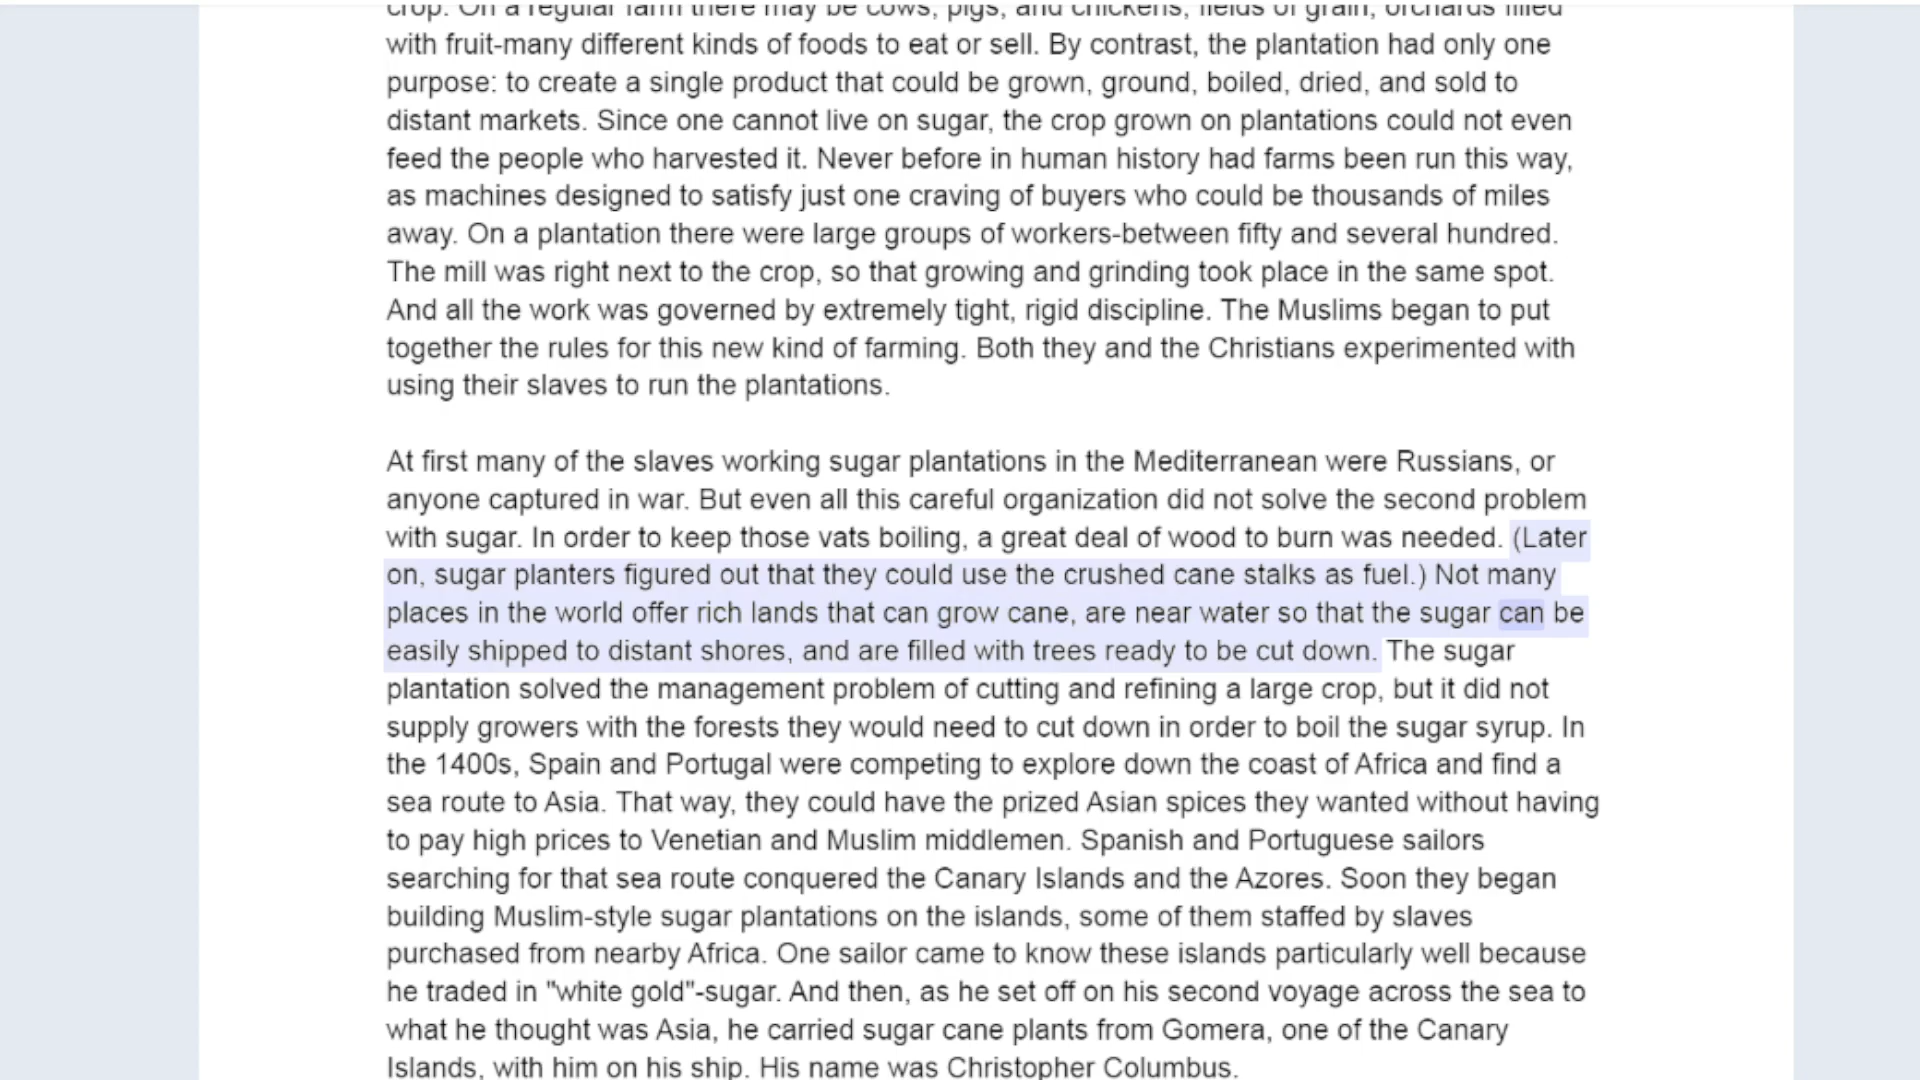 crop. On a regular farm there may be cows, pigs, and chickens, fields of grain, orchards filled
with fruit-many different kinds of foods to eat or sell. By contrast, the plantation had only one
purpose: to create a single product that could be grown, ground, boiled, dried, and sold to
distant markets. Since one cannot live on sugar, the crop grown on plantations could not even
feed the people who harvested it. Never before in human history had farms been run this way,
as machines designed to satisfy just one craving of buyers who could be thousands of miles
away. On a plantation there were large groups of workers-between fifty and several hundred.
The mill was right next to the crop, so that growing and grinding took place in the same spot.
And all the work was governed by extremely tight, rigid discipline. The Muslims began to put
together the rules for this new kind of farming. Both they and the Christians experimented with
using their slaves to run the plantations.
At first many of the slaves working sugar plantations in the Mediterranean were Russians, or
anyone captured in war. But even all this careful organization did not solve the second problem
with sugar. In order to keep those vats boiling, a great deal of wood to burn was needed. (Later
on, sugar planters figured out that they could use the crushed cane stalks as fuel.) Not many
places in the world offer rich lands that can grow cane, are near water so that the sugar can be
easily shipped to distant shores, and are filled with trees ready to be cut down. The sugar
plantation solved the management problem of cutting and refining a large crop, but it did not
supply growers with the forests they would need to cut down in order to boil the sugar syrup. In
the 1400s, Spain and Portugal were competing to explore down the coast of Africa and find a
sea route to Asia. That way, they could have the prized Asian spices they wanted without having
to pay high prices to Venetian and Muslim middlemen. Spanish and Portuguese sailors
searching for that sea route conquered the Canary Islands and the Azores. Soon they began
building Muslim-style sugar plantations on the islands, some of them staffed by slaves
purchased from nearby Africa. One sailor came to know these islands particularly well because
he traded in "white gold"-sugar. And then, as he set off on his second voyage across the sea to
what he thought was Asia, he carried sugar cane plants from Gomera, one of the Canary
Islands, with him on his ship. His name was Christopher Columbus.